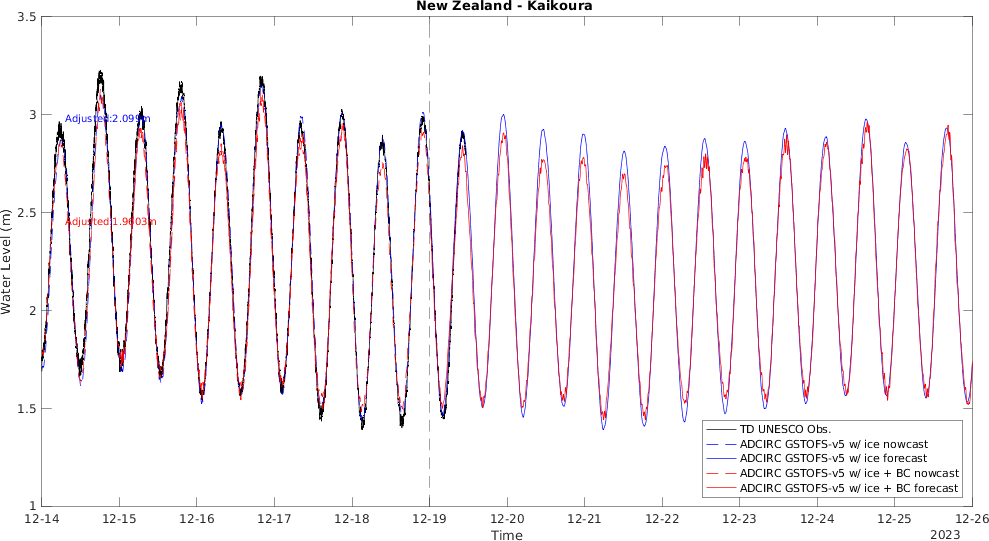 New Zealand - Kaikoura
3.5
3
2.5
2
1.5
1
Water Level (m)
Adjusted:2.099m
Adjusted:1.9603m
TD UNESCO Obs.
ADCIRC GSTOFS-v5 w/ ice nowcast
ADCIRC GSTOFS-v5 w/ ice forecast
ADCIRC GSTOFS-v5 w/ ice + BC nowcast
ADCIRC GSTOFS-v5 w/ ice + BC forecast
12-14 12-15 12-16 12-17 12-18 12-19 12-20 12-21 12-22 12-23 12-24 12-25 12-26
Time
2023